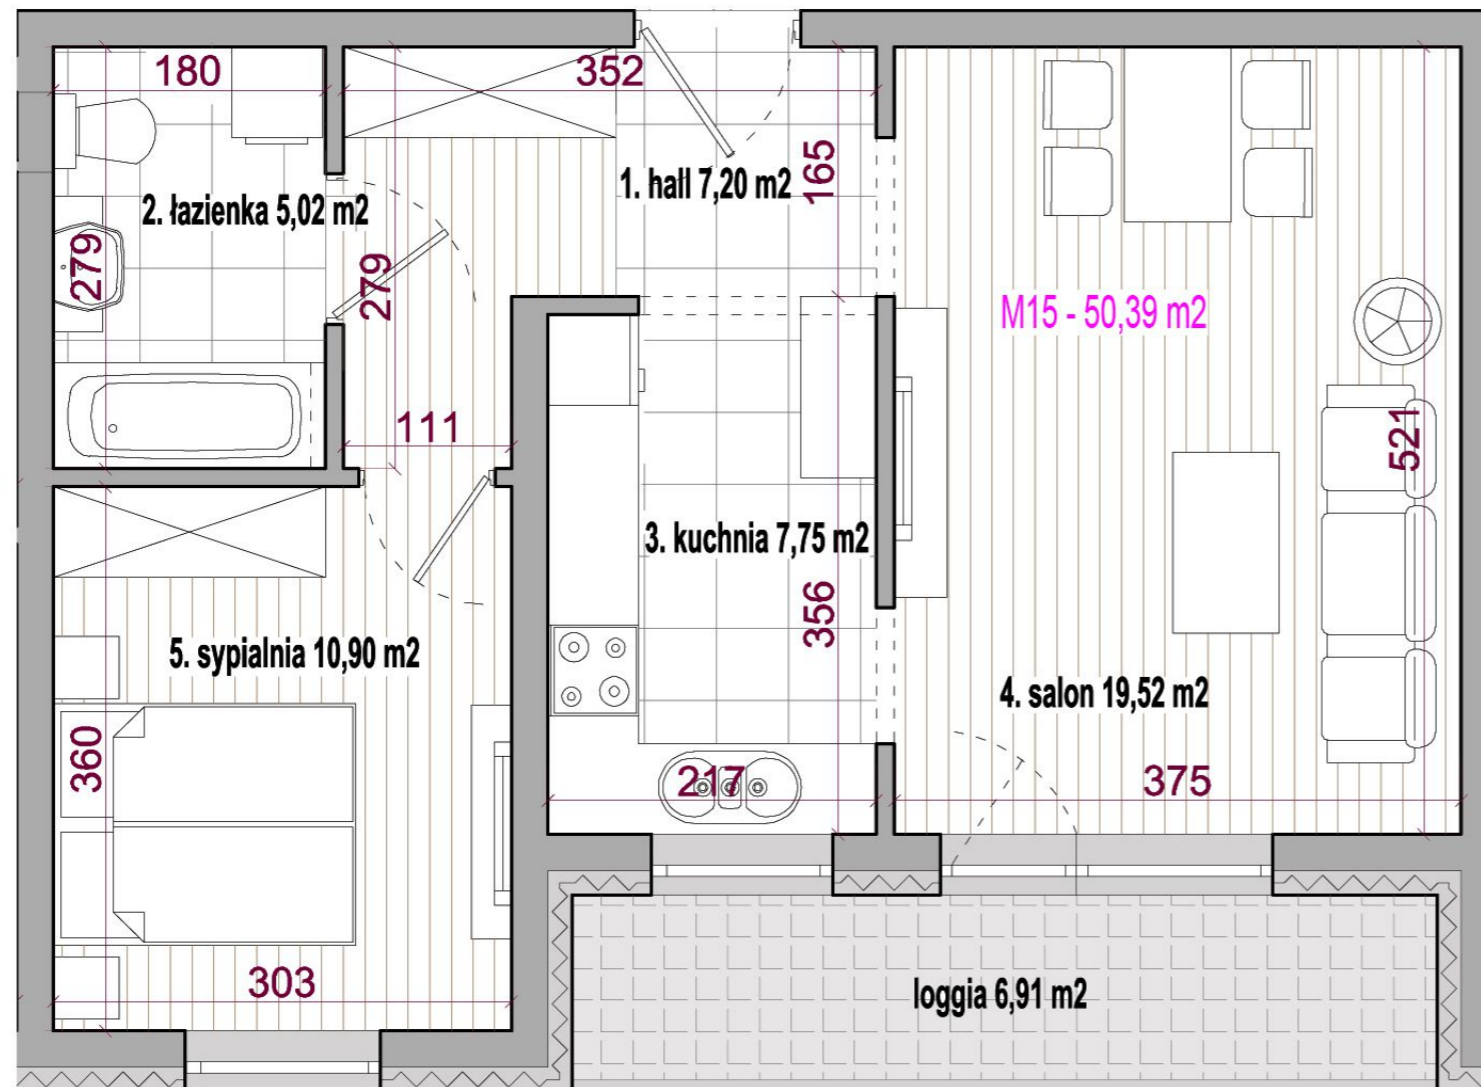 180
352
1. hall 7,20 m2
165
2. łazienka 5,02 m2
279
279
M15 - 50,39 m2
111
521
3. kuchnia 7,75 m2
356
5. sypialnia 10,90 m2
4. salon 19,52 m2
360
217
375
303
loggia 6,91 m2